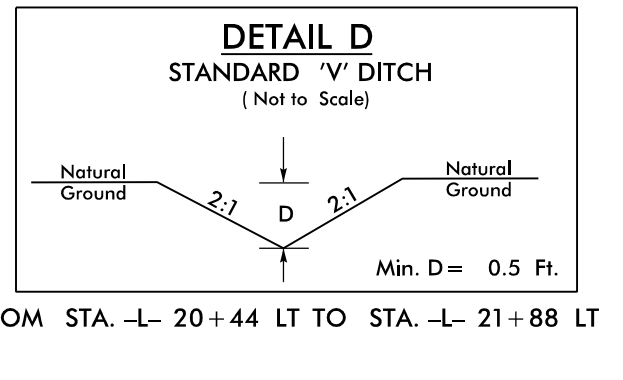 DETAIL D
STANDARD 'V' DITCH
( Not to Scale)
Natural
Ground
2:1
D
2:1
Natural
Ground
Min. D = 0.5 Ft.
OM STA. –L– 20+44 LT TO STA. –L– 21+88 LT